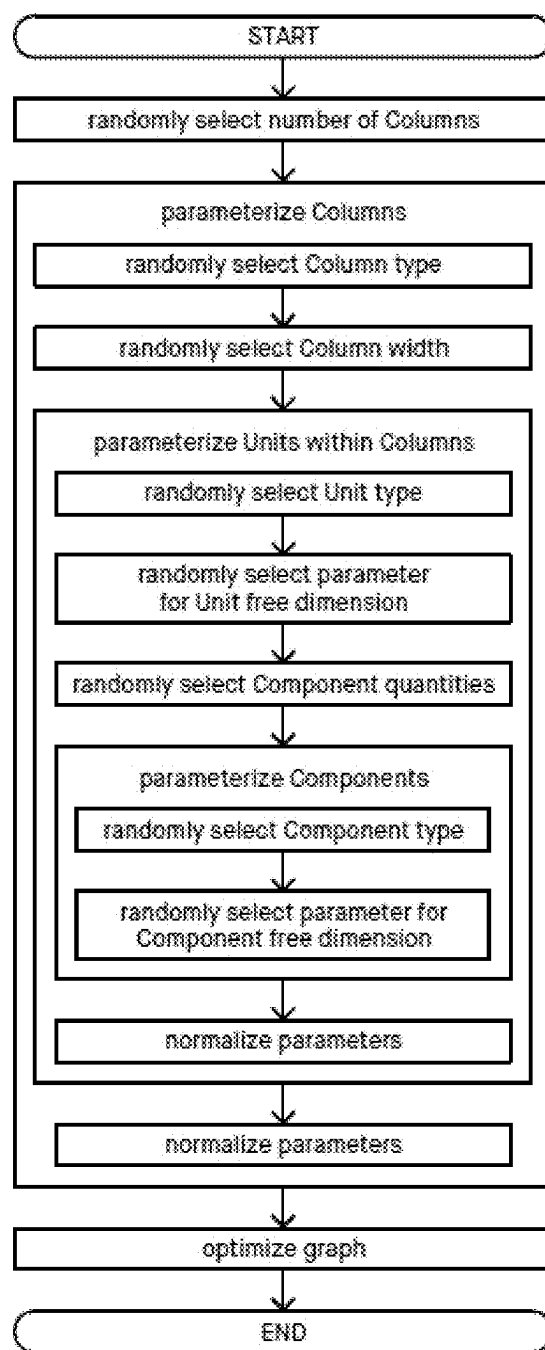 START
randomly select number of Columns
parameterize Columns
randomly select Column type
randomly select Column width
parameterize Units within Columns
randomly select Unit type
randomly select parameter
for Unit free dimension
randomly select Component quantities
parameterize Components
randomly select Component type
randomly select parameter for
Component free dimension
normalize parameters
normalize parameters
optimize graph
END